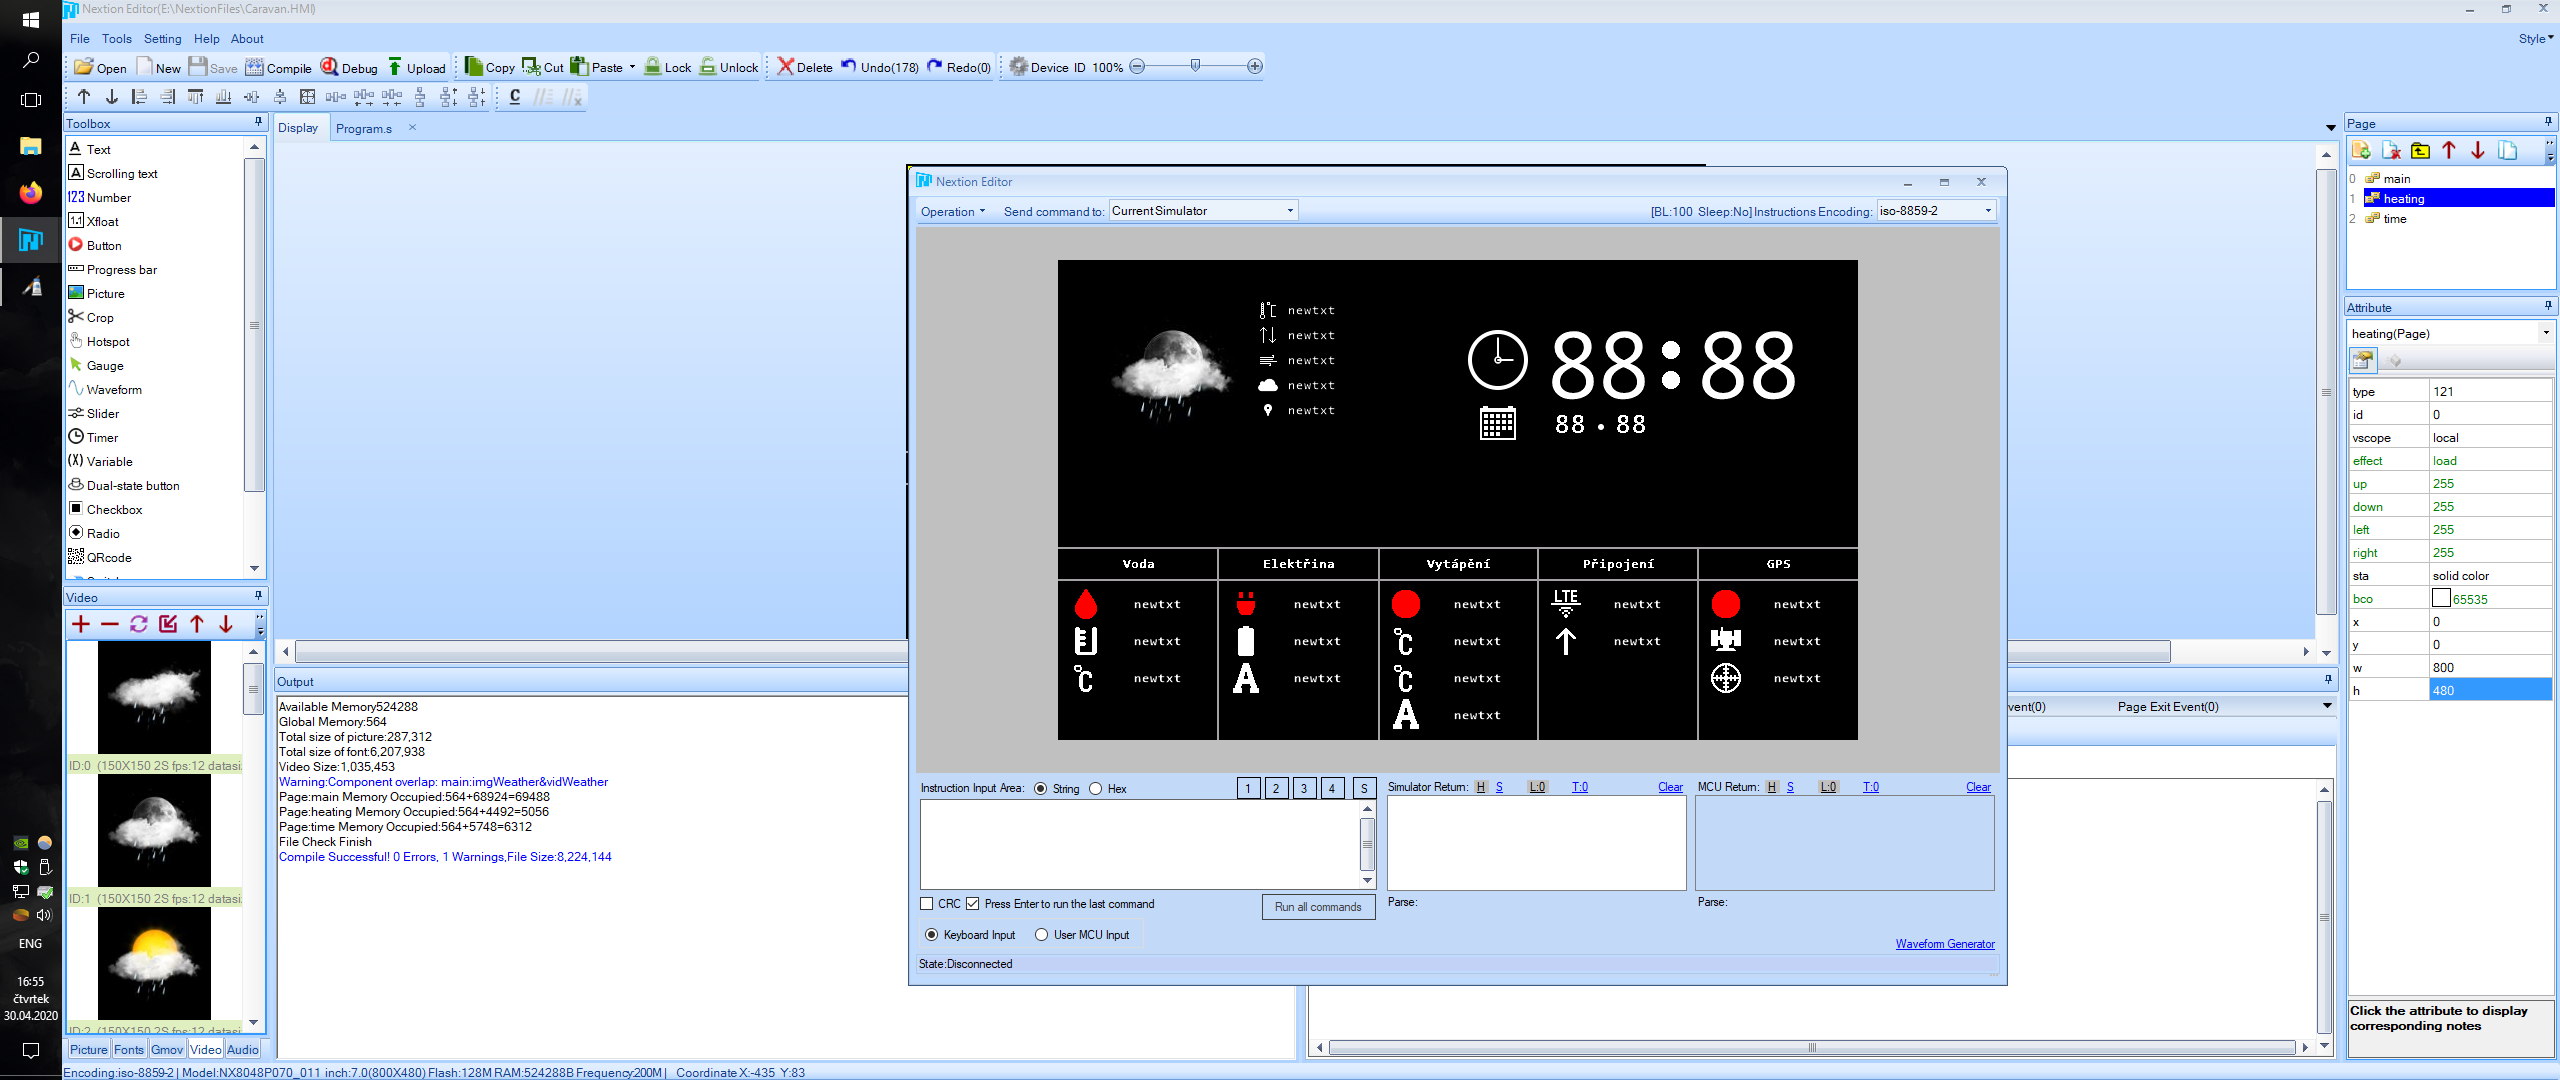 Nextion Editor(E:\NextionFiles\Caravan.HMI)
File Tools Setting Help About
Style
Open New Save Compile Debug Upload Copy Cut Paste Lock Unlock Delete Undo(178) Redo(0) Device ID 100%
Toolbox
Text
Scrolling text
Number
Xfloat
Button
Progress bar
Picture
Crop
Hotspot
Gauge
Waveform
Slider
Timer
Variable
Dual-state button
Checkbox
Radio
QRcode
Video
ID:0 (150X150 2S fps:12 datasi
ID:1 (150X150 2S fps:12 datasi
ID:2 (150X150 2S fps:12 datasi
Picture Fonts Gmov Video Audio
Display Program.s
Output
Available Memory524288
Global Memory:564
Total size of picture:287,312
Total size of font:6,207,938
Video Size:1,035,453
Warning:Component overlap: main:imgWeather&vidWeather
Page:main Memory Occupied:564+68924=69488
Page:heating Memory Occupied:564+4492=5056
Page:time Memory Occupied:564+5748=6312
File Check Finish
Compile Successful! 0 Errors, 1 Warnings,File Size:8,224,144
Nextion Editor
Operation Send command to: Current Simulator [BL:100 Sleep:No] Instructions Encoding: iso-8859-2
newtxt
newtxt
newtxt
newtxt
newtxt
88:88
88.88
Voda Elektřina Vytápění Připojení GPS
newtxt newtxt newtxt LTE newtxt newtxt
newtxt newtxt °C newtxt newtxt newtxt
°C newtxt A newtxt °C newtxt newtxt
A newtxt
Instruction Input Area: String Hex 1 2 3 4 S
Simulator Return: H S L:0 T:0 Clear
MCU Return: H S L:0 T:0 Clear
CRC Press Enter to run the last command Run all commands
Parse: Parse:
Keyboard Input User MCU Input
Waveform Generator
State:Disconnected
vent(0) Page Exit Event(0)
Page
0 main
1 heating
2 time
Attribute
heating(Page)
type 121
id 0
vscope local
effect load
up 255
down 255
left 255
right 255
sta solid color
bco 65535
x 0
y 0
w 800
h 480
Click the attribute to display
corresponding notes
ENG
16:55
čtvrtek
30.04.2020
Encoding:iso-8859-2 | Model:NX8048P070_011 inch:7.0(800X480) Flash:128M RAM:524288B Frequency:200M | Coordinate X:-435 Y:83